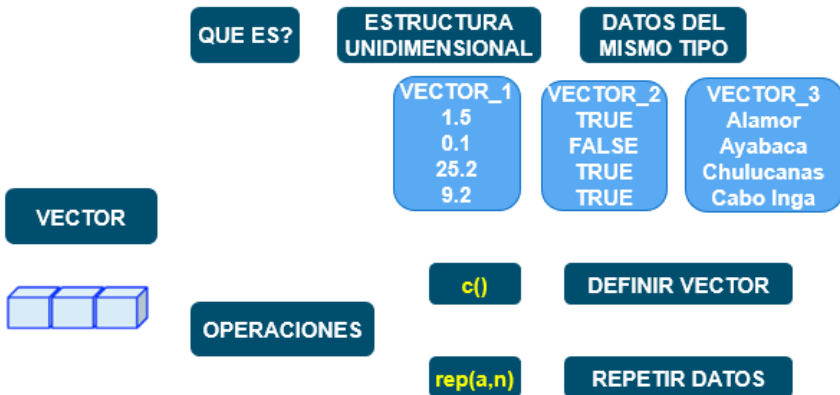 QUE ES?
ESTRUCTURA
UNIDIMENSIONAL
DATOS DEL
MISMO TIPO
VECTOR_1
1.5
0.1
25.2
9.2
VECTOR_2
TRUE
FALSE
TRUE
TRUE
VECTOR_3
Alamor
Ayabaca
Chulucanas
Cabo Inga
VECTOR
OPERACIONES
c()
DEFINIR VECTOR
rep(a,n)
REPETIR DATOS